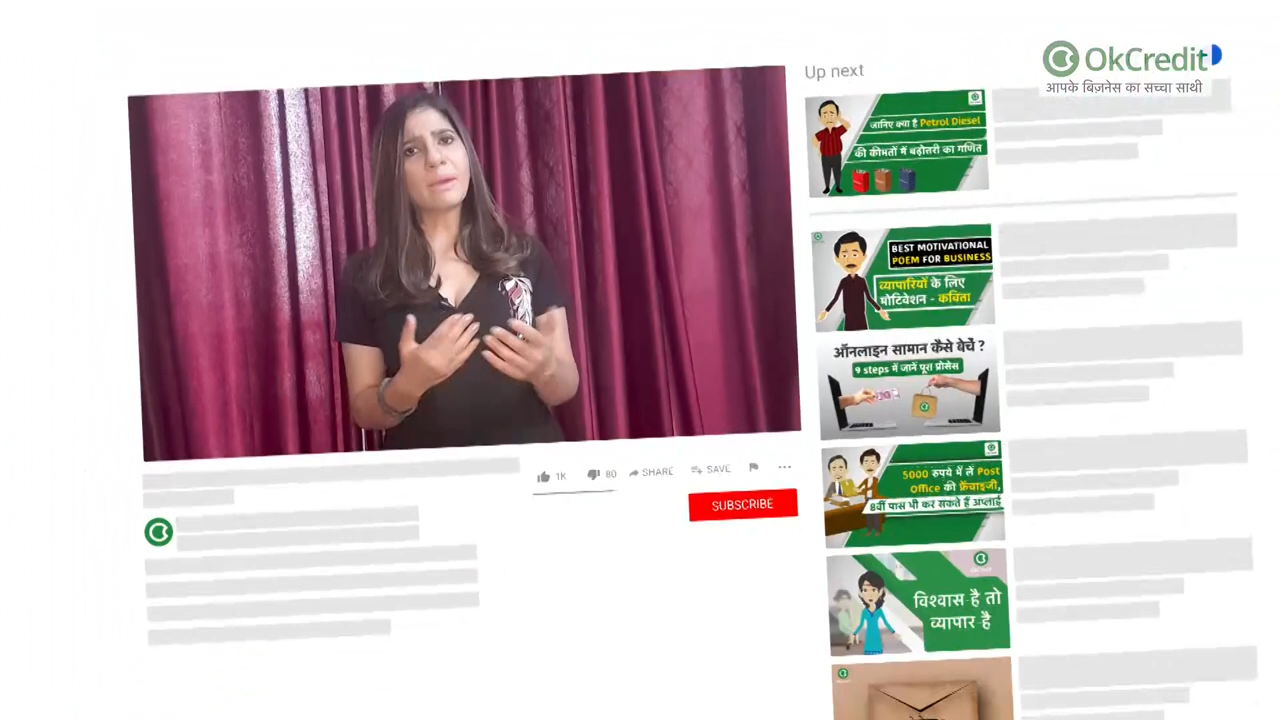 OkCredit
आपके बिज़नेस का सच्चा साथी
Up next
जानिए क्या है Petrol Diesel
की कीमतों में बढ़ोतरी का गणित
BEST MOTIVATIONAL
POEM FOR BUSINESS
व्यापारियों के लिए
मोटिवेशन - कविता
ऑनलाइन सामान कैसे बेचें ?
9 steps में जानें पूरा प्रोसेस
5000 रुपये में लें Post
Office की फ्रैंचाइजी,
8वीं पास भी कर सकते हैं अप्लाई
विश्वास है तो
व्यापार है
1K
80
SHARE
SAVE
SUBSCRIBE